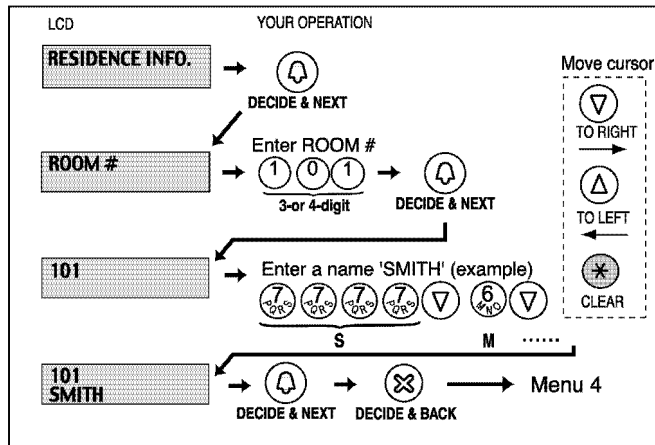 LCD
YOUR OPERATION
RESIDENCE INFO.
DECIDE & NEXT
Move cursor
TO RIGHT
ROOM #
Enter ROOM #
1 0 1
3-or 4-digit
DECIDE & NEXT
TO LEFT
101
Enter a name 'SMITH' (example)
7 PQRS 7 PQRS 7 PQRS 7 PQRS 6 MNO
CLEAR
S
M ······
101
SMITH
DECIDE & NEXT
DECIDE & BACK
Menu 4